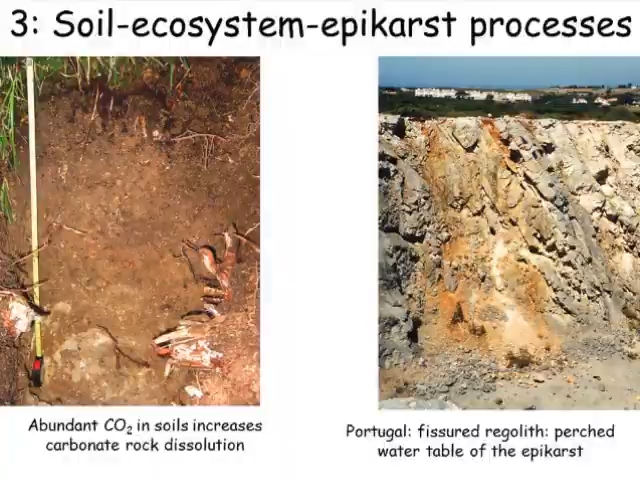 3: Soil-ecosystem-epikarst processes
Abundant CO₂ in soils increases
carbonate rock dissolution
Portugal: fissured regolith: perched
water table of the epikarst